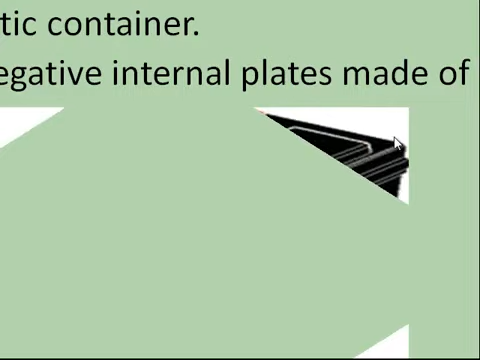 tic container.
egative internal plates made of